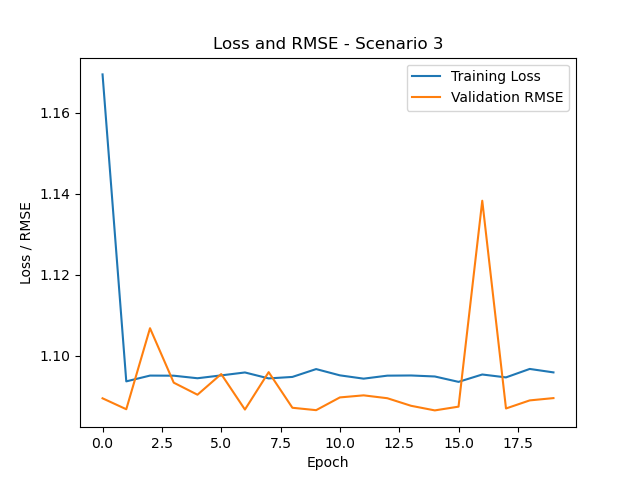 Loss and RMSE - Scenario 3
Training Loss
Validation RMSE
1.16
1.14
1.12
1.10
Loss / RMSE
0.0 2.5 5.0 7.5 10.0 12.5 15.0 17.5
Epoch